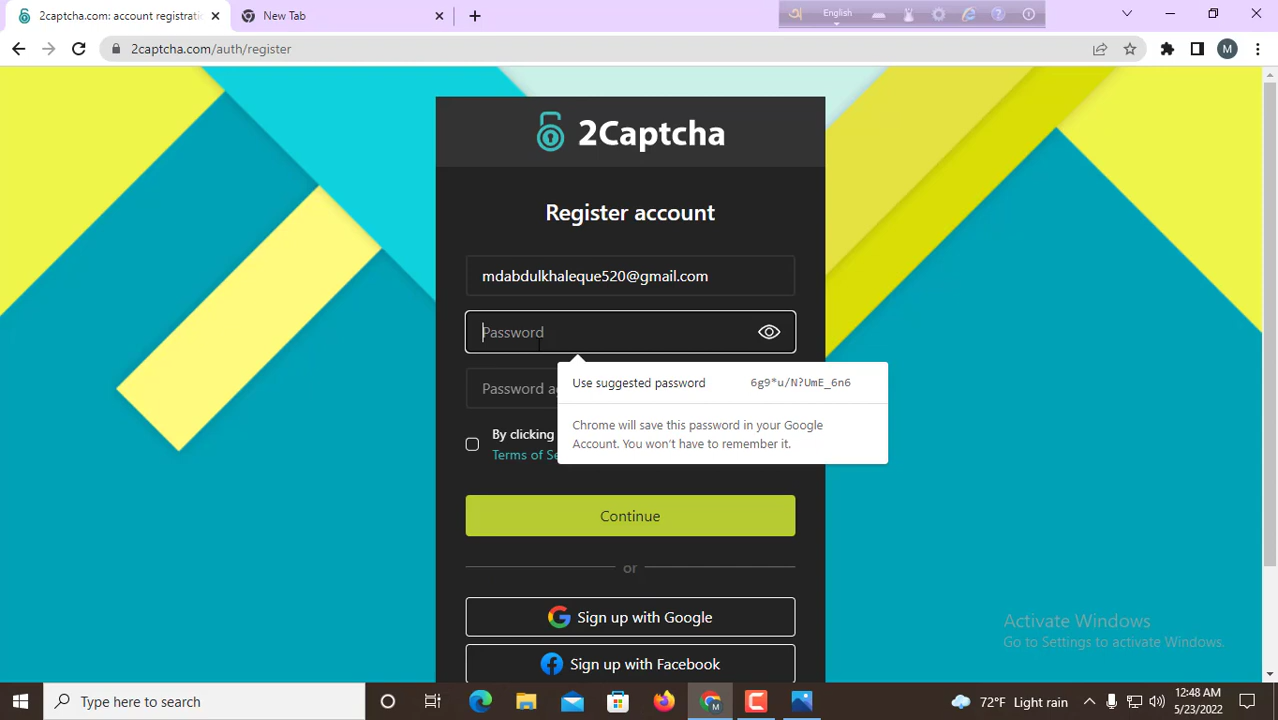 2captcha.com: account registrati
New Tab
English
2captcha.com/auth/register
M
2Captcha
Register account
mdabdulkhaleque520@gmail.com
Password
Use suggested password 6g9*u/N?UmE_6n6
Password ag
Chrome will save this password in your Google
Account. You won't have to remember it.
By clicking
Terms of Se
Continue
or
Sign up with Google
Sign up with Facebook
Activate Windows
Go to Settings to activate Windows.
Type here to search
72°F Light rain
12:48 AM
5/23/2022